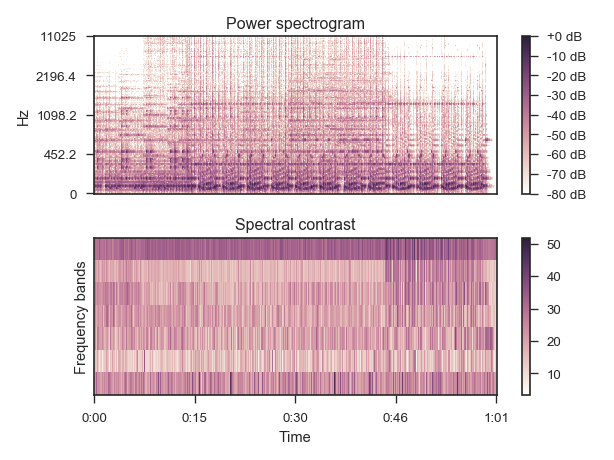 Power spectrogram
11025
2196.4
1098.2
452.2
0
Hz
+0 dB
-10 dB
-20 dB
-30 dB
-40 dB
-50 dB
-60 dB
-70 dB
-80 dB
Spectral contrast
Frequency bands
50
40
30
20
10
0:00 0:15 0:30 0:46 1:01
Time